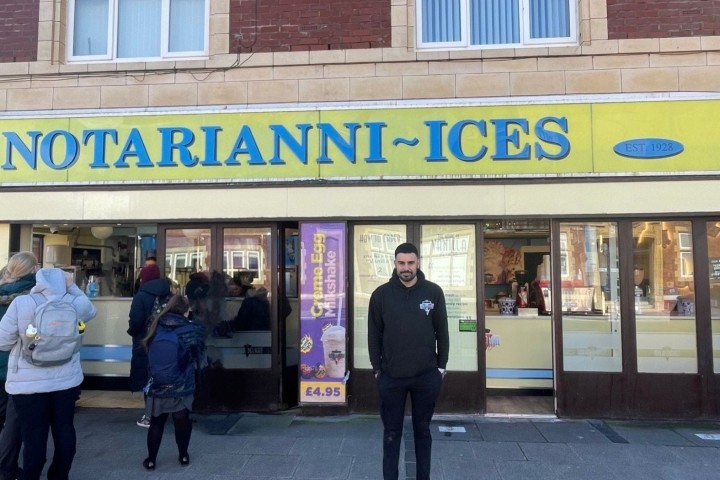 NOTARIANNI~ICES
EST. 1928
Creme Egg
Milkshake
£4.95